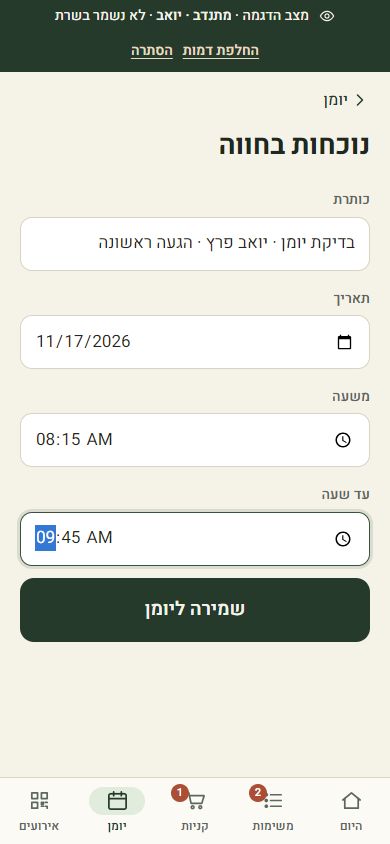 מצב הדגמה · מתנדב · יואב · לא נשמר בשרת
החלפת דמות הסתרה
יומן
נוכחות בחווה
כותרת
בדיקת יומן · יואב פרץ · הגעה ראשונה
תאריך
11/17/2026
משעה
08:15 AM
עד שעה
09:45 AM
שמירה ליומן
היום
2 משימות
1 קניות
יומן
אירועים